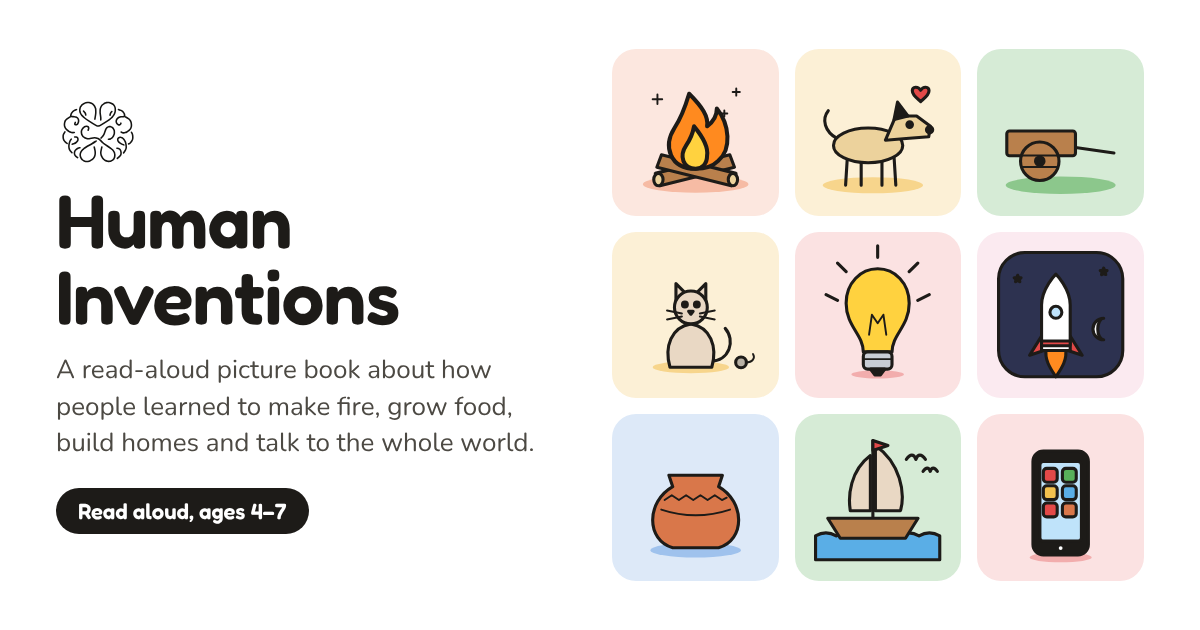 Human
Inventions
A read-aloud picture book about how
people learned to make fire, grow food,
build homes and talk to the whole world.
Read aloud, ages 4–7